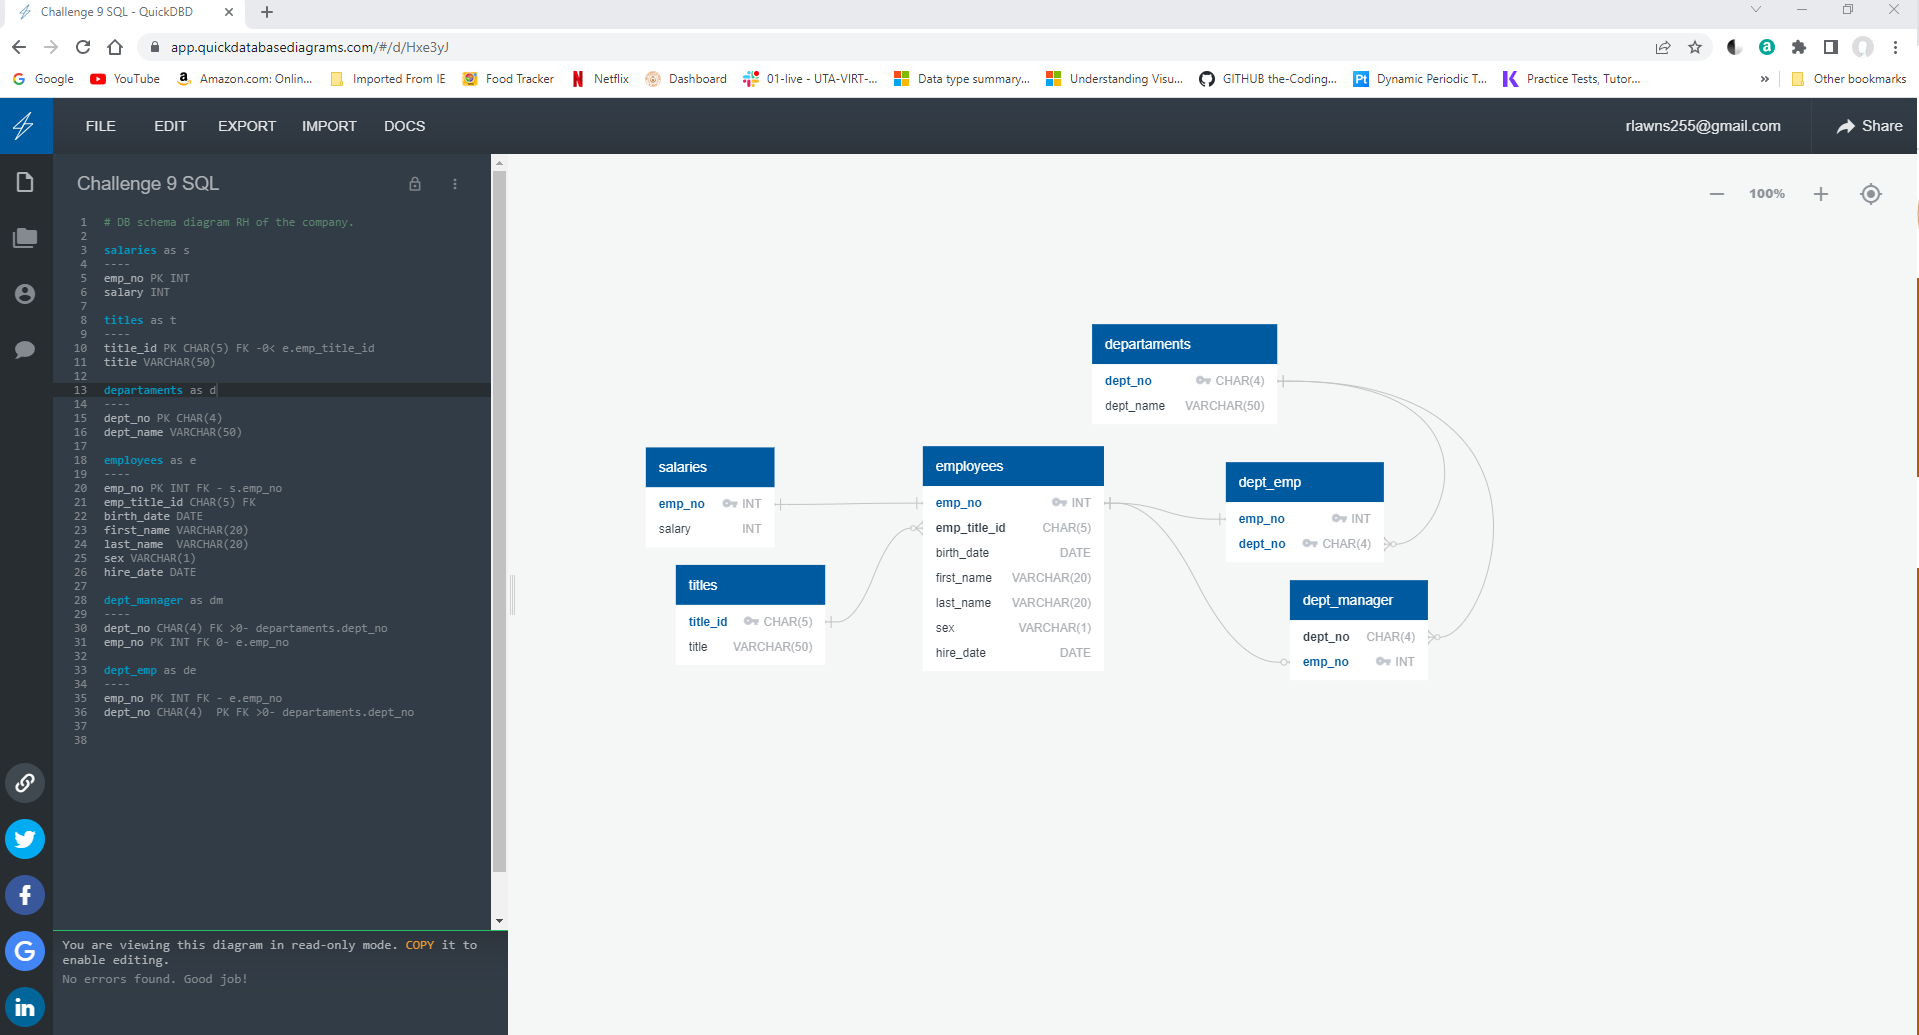 Challenge 9 SQL - QuickDBD
app.quickdatabasediagrams.com/#/d/Hxe3yJ
Google
YouTube
Amazon.com: Onlin...
Imported From IE
Food Tracker
Netflix
Dashboard
01-live - UTA-VIRT-...
Data type summary...
Understanding Visu...
GITHUB the-Coding...
Pt
Dynamic Periodic T...
Practice Tests, Tutor...
»
Other bookmarks
FILE EDIT EXPORT IMPORT DOCS
rlawns255@gmail.com
Share
Challenge 9 SQL
1 # DB schema diagram RH of the company.
2
3 salaries as s
4 ----
5 emp_no PK INT
6 salary INT
7
8 titles as t
9 ----
10 title_id PK CHAR(5) FK -0< e.emp_title_id
11 title VARCHAR(50)
12
13 departaments as d
14 ----
15 dept_no PK CHAR(4)
16 dept_name VARCHAR(50)
17
18 employees as e
19 ----
20 emp_no PK INT FK - s.emp_no
21 emp_title_id CHAR(5) FK
22 birth_date DATE
23 first_name VARCHAR(20)
24 last_name  VARCHAR(20)
25 sex VARCHAR(1)
26 hire_date DATE
27
28 dept_manager as dm
29 ----
30 dept_no CHAR(4) FK >0- departaments.dept_no
31 emp_no PK INT FK 0- e.emp_no
32
33 dept_emp as de
34 ----
35 emp_no PK INT FK - e.emp_no
36 dept_no CHAR(4)  PK FK >0- departaments.dept_no
37
38
You are viewing this diagram in read-only mode. COPY it to
enable editing.
No errors found. Good job!
100%
departaments
dept_no CHAR(4)
dept_name VARCHAR(50)
salaries
emp_no INT
salary INT
employees
emp_no INT
emp_title_id CHAR(5)
birth_date DATE
first_name VARCHAR(20)
last_name VARCHAR(20)
sex VARCHAR(1)
hire_date DATE
dept_emp
emp_no INT
dept_no CHAR(4)
titles
title_id CHAR(5)
title VARCHAR(50)
dept_manager
dept_no CHAR(4)
emp_no INT